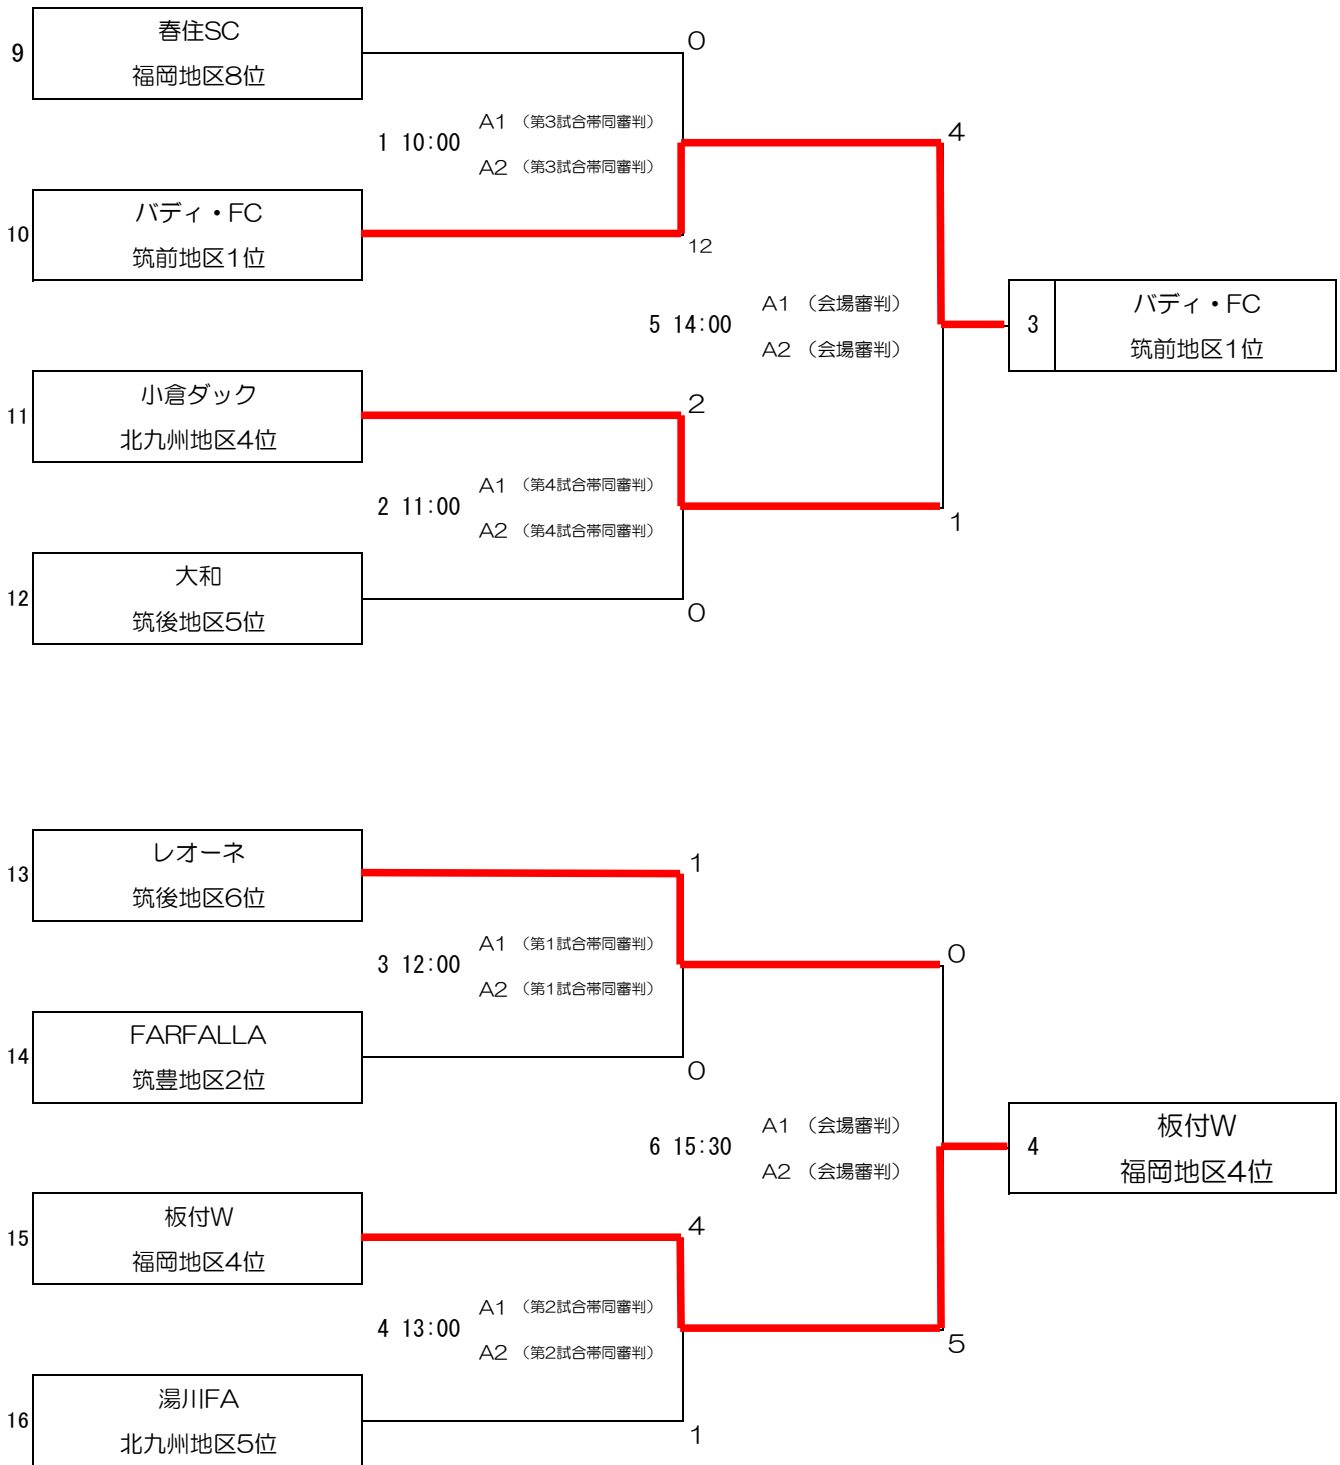 9
春住SC
福岡地区8位
0
1 10:00
A1 （第3試合帯同審判）
A2 （第3試合帯同審判）
4
10
バディ・FC
筑前地区1位
12
5 14:00
A1 （会場審判）
A2 （会場審判）
3
バディ・FC
筑前地区1位
11
小倉ダック
北九州地区4位
2
2 11:00
A1 （第4試合帯同審判）
A2 （第4試合帯同審判）
1
12
大和
筑後地区5位
0
13
レオーネ
筑後地区6位
1
3 12:00
A1 （第1試合帯同審判）
A2 （第1試合帯同審判）
0
14
FARFALLA
筑豊地区2位
0
6 15:30
A1 （会場審判）
A2 （会場審判）
4
板付W
福岡地区4位
15
板付W
福岡地区4位
4
4 13:00
A1 （第2試合帯同審判）
A2 （第2試合帯同審判）
5
16
湯川FA
北九州地区5位
1